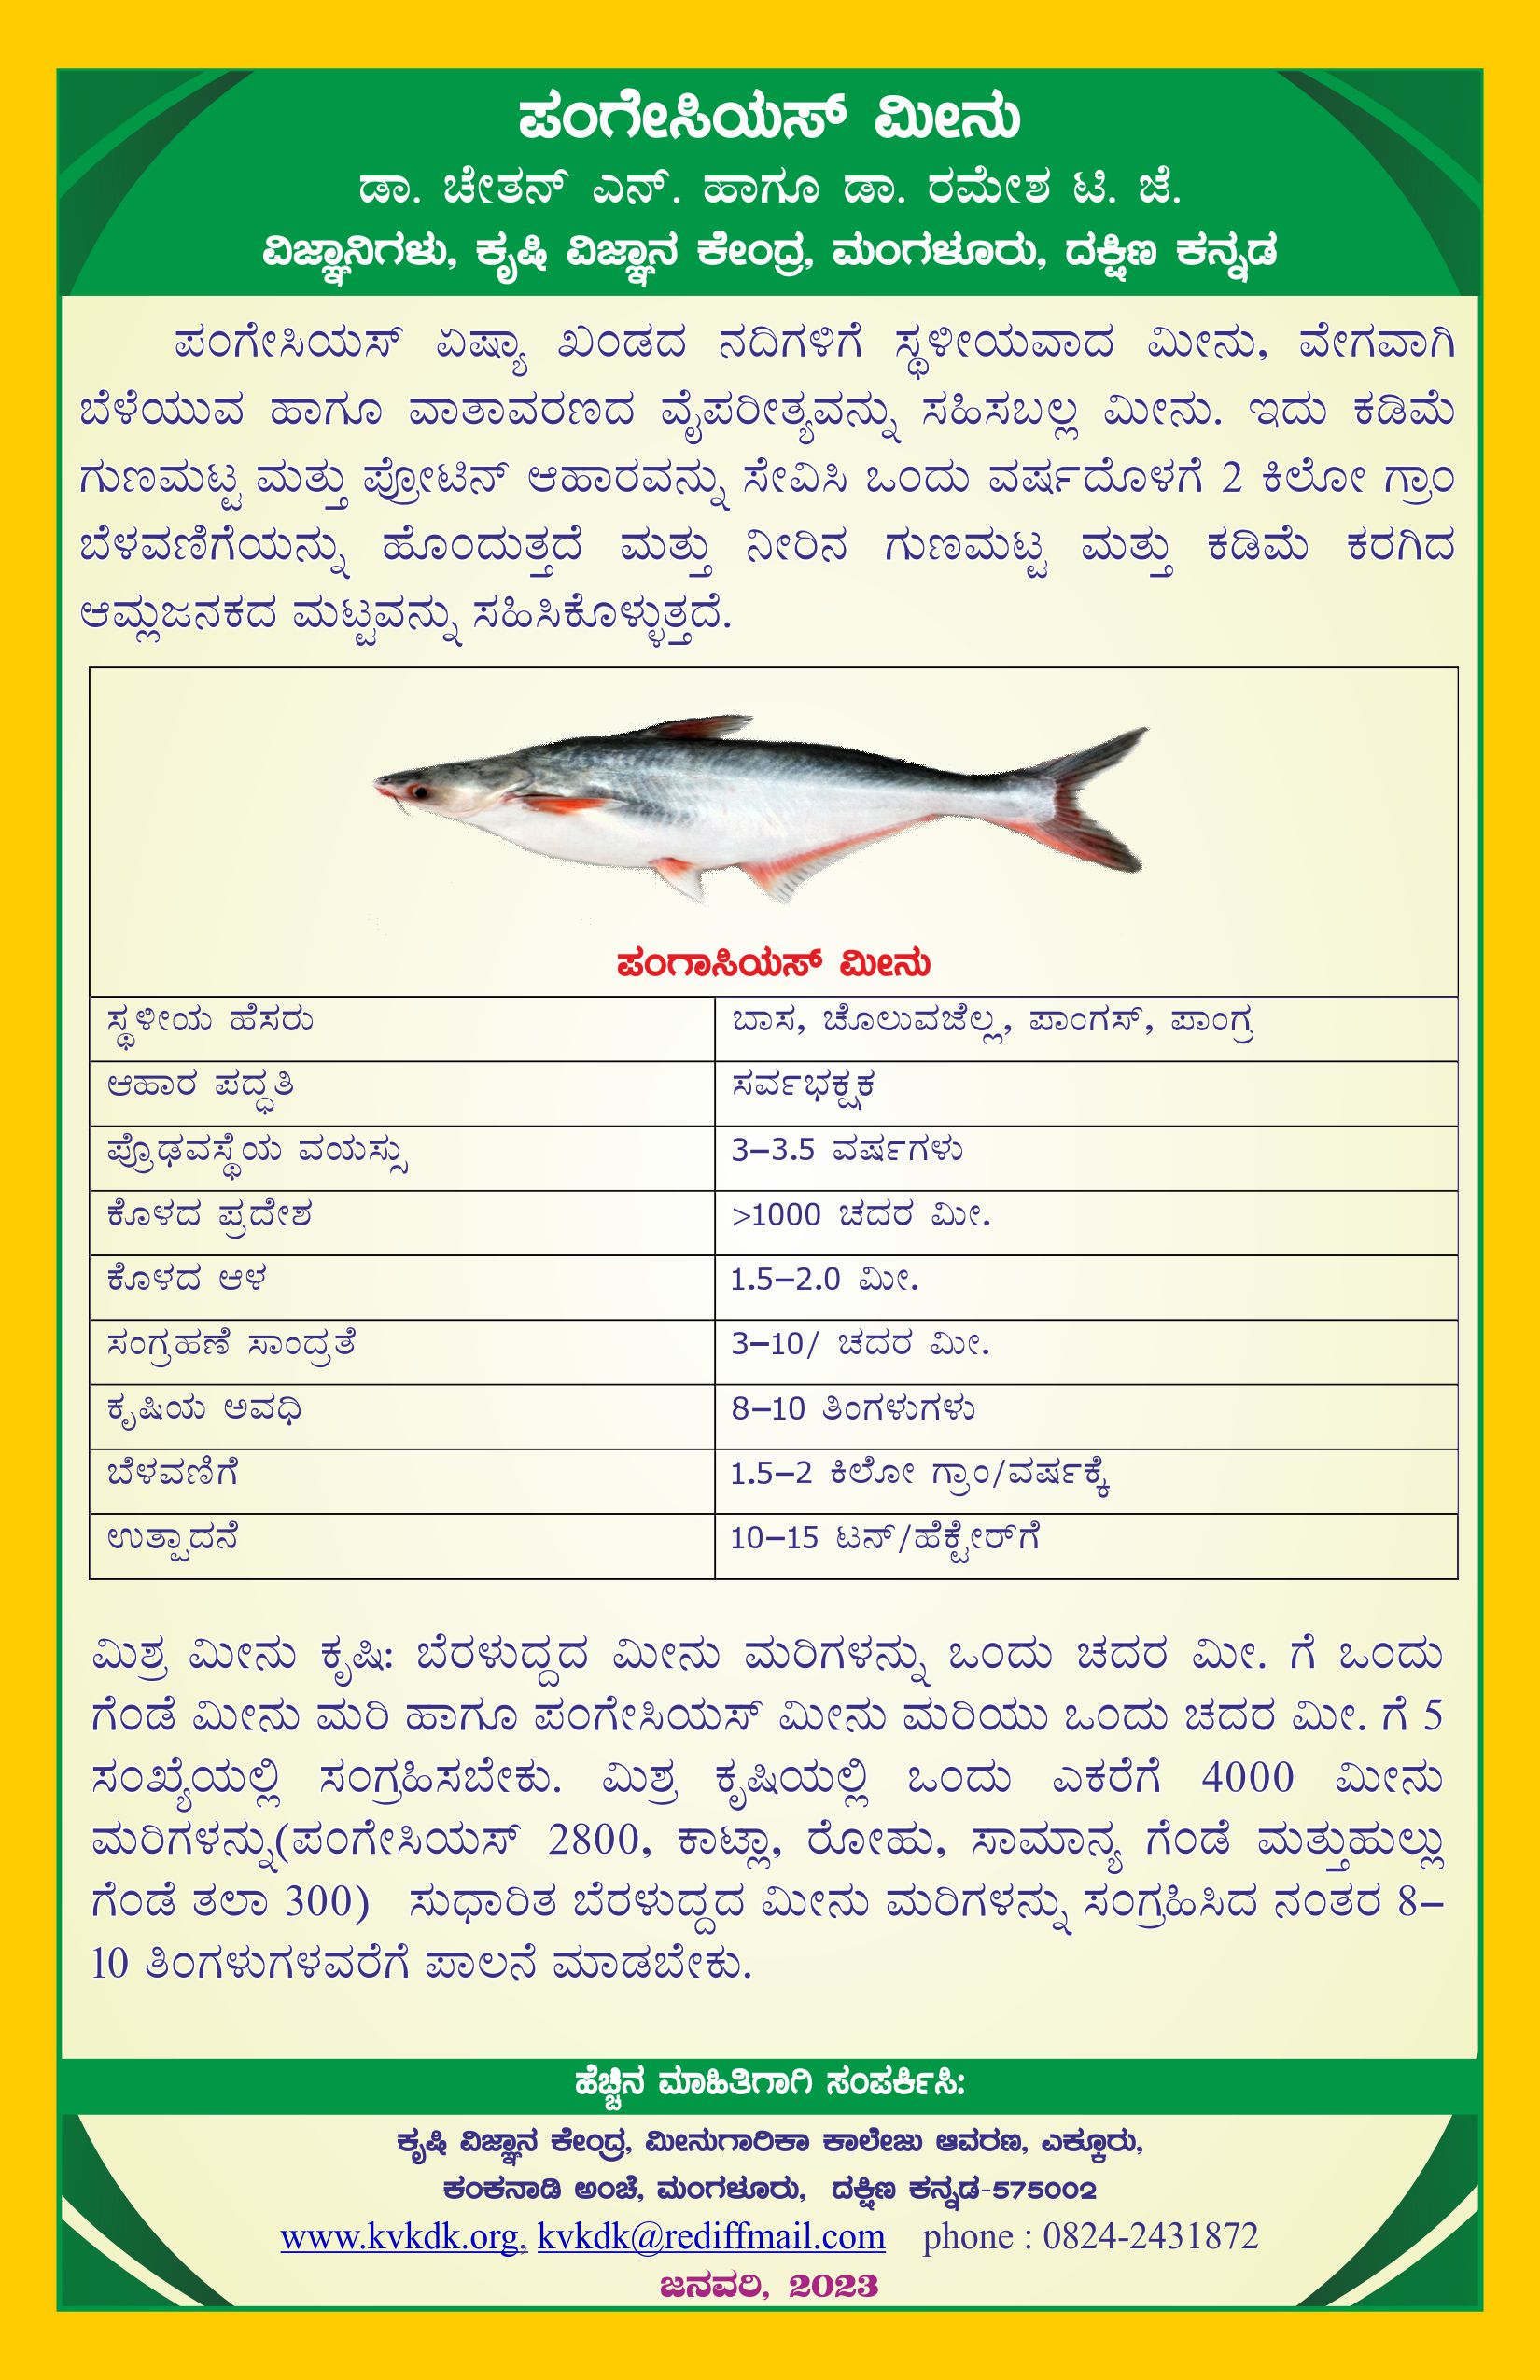 ಪಂಗೇಸಿಯಸ್ ಮೀನು
ಡಾ. ಚೇತನ್ ಎನ್. ಹಾಗೂ ಡಾ. ರಮೇಶ ಟಿ. ಜೆ.
ವಿಜ್ಞಾನಿಗಳು, ಕೃಷಿ ವಿಜ್ಞಾನ ಕೇಂದ್ರ, ಮಂಗಳೂರು, ದಕ್ಷಿಣ ಕನ್ನಡ
ಪಂಗೇಸಿಯಸ್ ಏಷ್ಯಾ ಖಂಡದ ನದಿಗಳಿಗೆ ಸ್ಥಳೀಯವಾದ ಮೀನು, ವೇಗವಾಗಿ
ಬೆಳೆಯುವ ಹಾಗೂ ವಾತಾವರಣದ ವೈಪರೀತ್ಯವನ್ನು ಸಹಿಸಬಲ್ಲ ಮೀನು. ಇದು ಕಡಿಮೆ
ಗುಣಮಟ್ಟ ಮತ್ತು ಪ್ರೋಟಿನ್ ಆಹಾರವನ್ನು ಸೇವಿಸಿ ಒಂದು ವರ್ಷದೊಳಗೆ 2 ಕಿಲೋ ಗ್ರಾಂ
ಬೆಳವಣಿಗೆಯನ್ನು ಹೊಂದುತ್ತದೆ ಮತ್ತು ನೀರಿನ ಗುಣಮಟ್ಟ ಮತ್ತು ಕಡಿಮೆ ಕರಗಿದ
ಆಮ್ಲಜನಕದ ಮಟ್ಟವನ್ನು ಸಹಿಸಿಕೊಳ್ಳುತ್ತದೆ.
ಪಂಗಾಸಿಯಸ್ ಮೀನು
ಸ್ಥಳೀಯ ಹೆಸರು ಬಾಸ, ಚೊಲುವಜೆಲ್ಲ, ಪಾಂಗಸ್, ಪಾಂಗ್ರ
ಆಹಾರ ಪದ್ಧತಿ ಸರ್ವಭಕ್ಷಕ
ಪ್ರೊಢವಸ್ಥೆಯ ವಯಸ್ಸು 3–3.5 ವರ್ಷಗಳು
ಕೊಳದ ಪ್ರದೇಶ >1000 ಚದರ ಮೀ.
ಕೊಳದ ಆಳ 1.5–2.0 ಮೀ.
ಸಂಗ್ರಹಣೆ ಸಾಂದ್ರತೆ 3–10/ ಚದರ ಮೀ.
ಕೃಷಿಯ ಅವಧಿ 8–10 ತಿಂಗಳುಗಳು
ಬೆಳವಣಿಗೆ 1.5–2 ಕಿಲೋ ಗ್ರಾಂ/ವರ್ಷಕ್ಕೆ
ಉತ್ಪಾದನೆ 10–15 ಟನ್/ಹೆಕ್ಟೇರ್‌ಗೆ
ಮಿಶ್ರ ಮೀನು ಕೃಷಿ: ಬೆರಳುದ್ದದ ಮೀನು ಮರಿಗಳನ್ನು ಒಂದು ಚದರ ಮೀ. ಗೆ ಒಂದು
ಗೆಂಡೆ ಮೀನು ಮರಿ ಹಾಗೂ ಪಂಗೇಸಿಯಸ್ ಮೀನು ಮರಿಯು ಒಂದು ಚದರ ಮೀ. ಗೆ 5
ಸಂಖ್ಯೆಯಲ್ಲಿ ಸಂಗ್ರಹಿಸಬೇಕು. ಮಿಶ್ರ ಕೃಷಿಯಲ್ಲಿ ಒಂದು ಎಕರೆಗೆ 4000 ಮೀನು
ಮರಿಗಳನ್ನು(ಪಂಗೇಸಿಯಸ್ 2800, ಕಾಟ್ಲಾ, ರೋಹು, ಸಾಮಾನ್ಯ ಗೆಂಡೆ ಮತ್ತುಹುಲ್ಲು
ಗೆಂಡೆ ತಲಾ 300) ಸುಧಾರಿತ ಬೆರಳುದ್ದದ ಮೀನು ಮರಿಗಳನ್ನು ಸಂಗ್ರಹಿಸಿದ ನಂತರ 8–
10 ತಿಂಗಳುಗಳವರೆಗೆ ಪಾಲನೆ ಮಾಡಬೇಕು.
ಹೆಚ್ಚಿನ ಮಾಹಿತಿಗಾಗಿ ಸಂಪರ್ಕಿಸಿ:
ಕೃಷಿ ವಿಜ್ಞಾನ ಕೇಂದ್ರ, ಮೀನುಗಾರಿಕಾ ಕಾಲೇಜು ಆವರಣ, ಎಕ್ಕೂರು,
ಕಂಕನಾಡಿ ಅಂಚೆ, ಮಂಗಳೂರು, ದಕ್ಷಿಣ ಕನ್ನಡ-575002
www.kvkdk.org, kvkdk@rediffmail.com phone : 0824-2431872
ಜನವರಿ, 2023